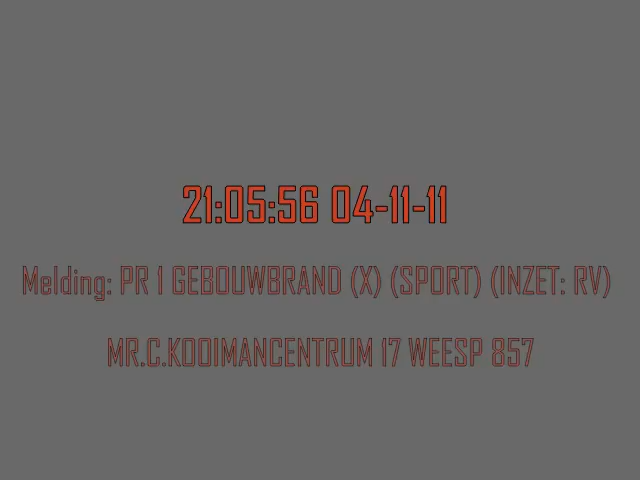 21:05:56 04-11-11
Melding: PR 1 GEBOUWBRAND (X) (SPORT) (INZET: RV)
MR.C.KOOIMANCENTRUM 17 WEESP 857